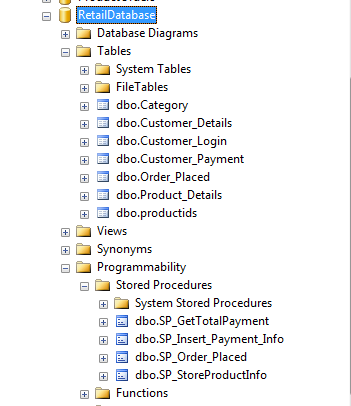 RetailDatabase
Database Diagrams
Tables
System Tables
FileTables
dbo.Category
dbo.Customer_Details
dbo.Customer_Login
dbo.Customer_Payment
dbo.Order_Placed
dbo.Product_Details
dbo.productids
Views
Synonyms
Programmability
Stored Procedures
System Stored Procedures
dbo.SP_GetTotalPayment
dbo.SP_Insert_Payment_Info
dbo.SP_Order_Placed
dbo.SP_StoreProductInfo
Functions